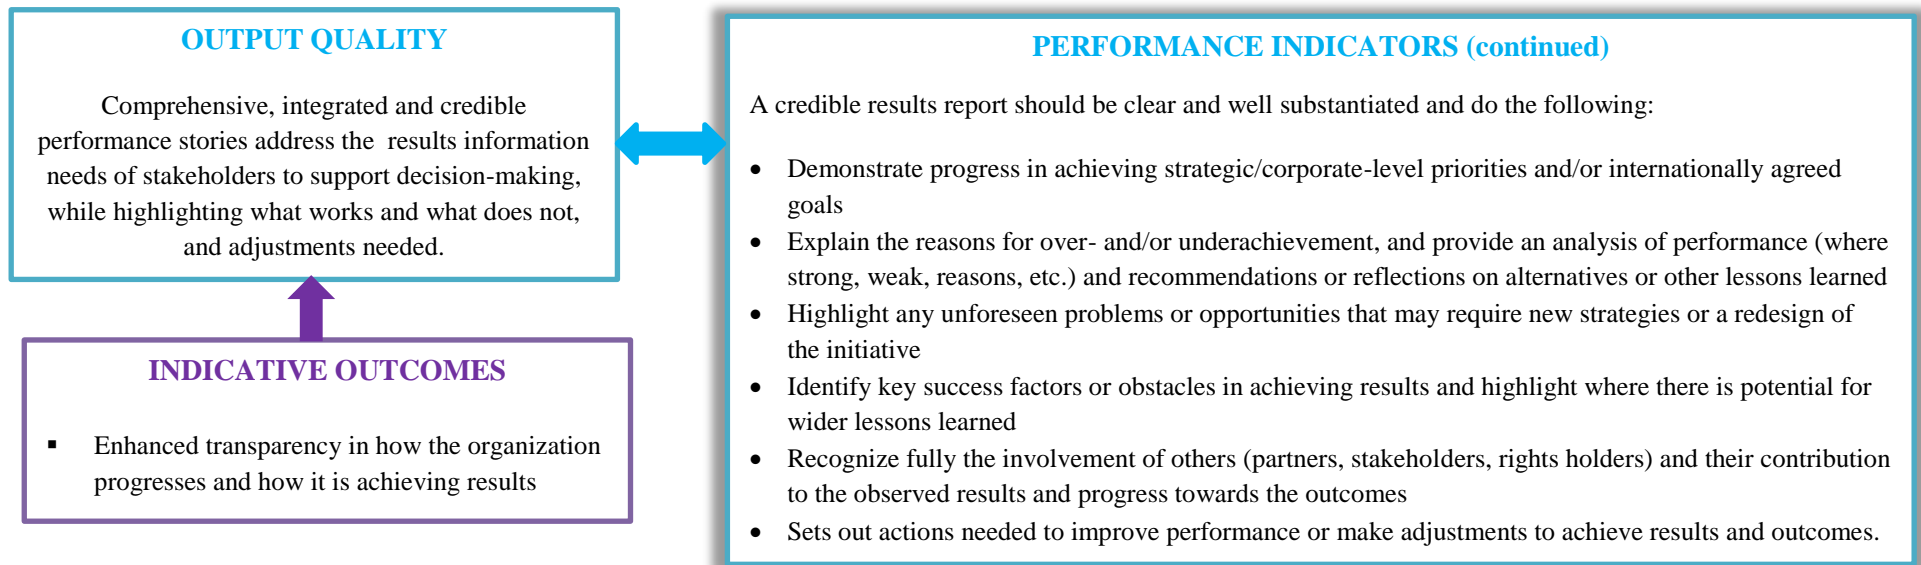 OUTPUT QUALITY
Comprehensive, integrated and credible
performance stories address the  results information
needs of stakeholders to support decision-making,
while highlighting what works and what does not,
and adjustments needed.
INDICATIVE OUTCOMES
▪ Enhanced transparency in how the organization
progresses and how it is achieving results
PERFORMANCE INDICATORS (continued)
A credible results report should be clear and well substantiated and do the following:
• Demonstrate progress in achieving strategic/corporate-level priorities and/or internationally agreed
goals
• Explain the reasons for over- and/or underachievement, and provide an analysis of performance (where
strong, weak, reasons, etc.) and recommendations or reflections on alternatives or other lessons learned
• Highlight any unforeseen problems or opportunities that may require new strategies or a redesign of
the initiative
• Identify key success factors or obstacles in achieving results and highlight where there is potential for
wider lessons learned
• Recognize fully the involvement of others (partners, stakeholders, rights holders) and their contribution
to the observed results and progress towards the outcomes
• Sets out actions needed to improve performance or make adjustments to achieve results and outcomes.